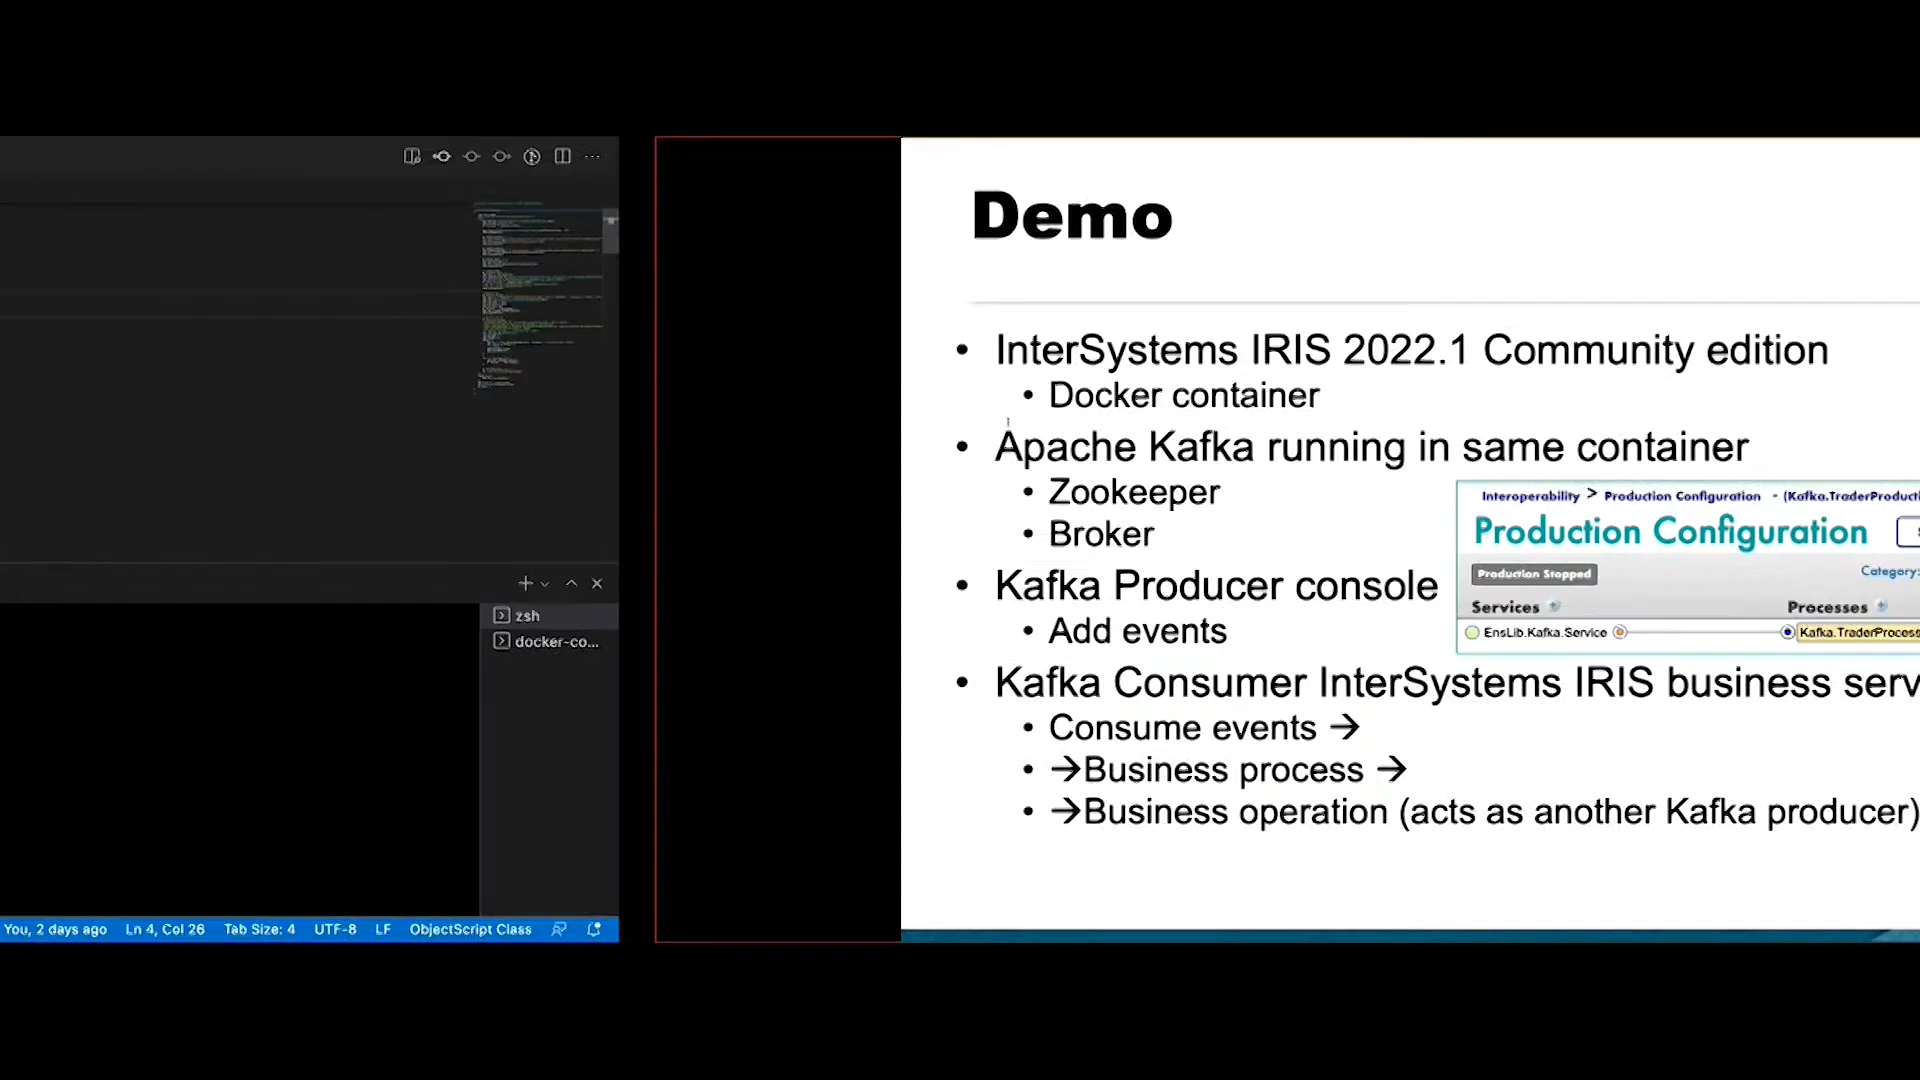 zsh
docker-co...
You, 2 days ago Ln 4, Col 26 Tab Size: 4 UTF-8 LF ObjectScript Class
Demo
• InterSystems IRIS 2022.1 Community edition
• Docker container
• Apache Kafka running in same container
• Zookeeper
• Broker
• Kafka Producer console
• Add events
• Kafka Consumer InterSystems IRIS business serv
• Consume events →
• →Business process →
• →Business operation (acts as another Kafka producer)
Interoperability > Production Configuration - (Kafka.TraderProducti
Production Configuration
Production Stopped
Category:
Services Processes
EnsLib.Kafka.Service Kafka.TraderProcess